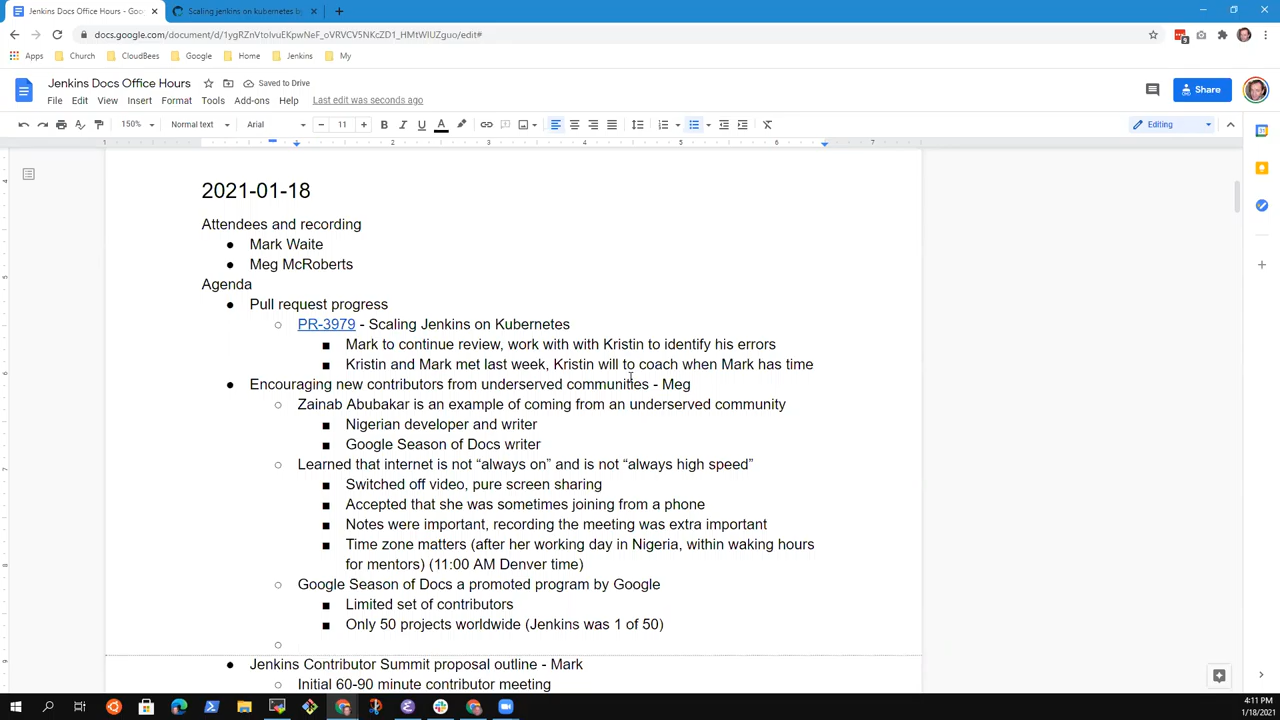 Jenkins Docs Office Hours - Goo
Scaling jenkins on kubernetes b
docs.google.com/document/d/1ygRZnVtoIvuEKpwNeF_oVRVCV5NKcZD1_HMtWIUZguo/edit#
Apps
Church
CloudBees
Google
Home
Jenkins
My
Jenkins Docs Office Hours
Saved to Drive
File Edit View Insert Format Tools Add-ons Help Last edit was seconds ago
Share
150% Normal text Arial 11 Editing
1 2 3 4 5 6 7
2021-01-18
Attendees and recording
● Mark Waite
● Meg McRoberts
Agenda
● Pull request progress
○ PR-3979 - Scaling Jenkins on Kubernetes
■ Mark to continue review, work with with Kristin to identify his errors
■ Kristin and Mark met last week, Kristin will to coach when Mark has time
● Encouraging new contributors from underserved communities - Meg
○ Zainab Abubakar is an example of coming from an underserved community
■ Nigerian developer and writer
■ Google Season of Docs writer
○ Learned that internet is not “always on” and is not “always high speed”
■ Switched off video, pure screen sharing
■ Accepted that she was sometimes joining from a phone
■ Notes were important, recording the meeting was extra important
■ Time zone matters (after her working day in Nigeria, within waking hours
for mentors) (11:00 AM Denver time)
○ Google Season of Docs a promoted program by Google
■ Limited set of contributors
■ Only 50 projects worldwide (Jenkins was 1 of 50)
○
● Jenkins Contributor Summit proposal outline - Mark
○ Initial 60-90 minute contributor meeting
4:11 PM
1/18/2021